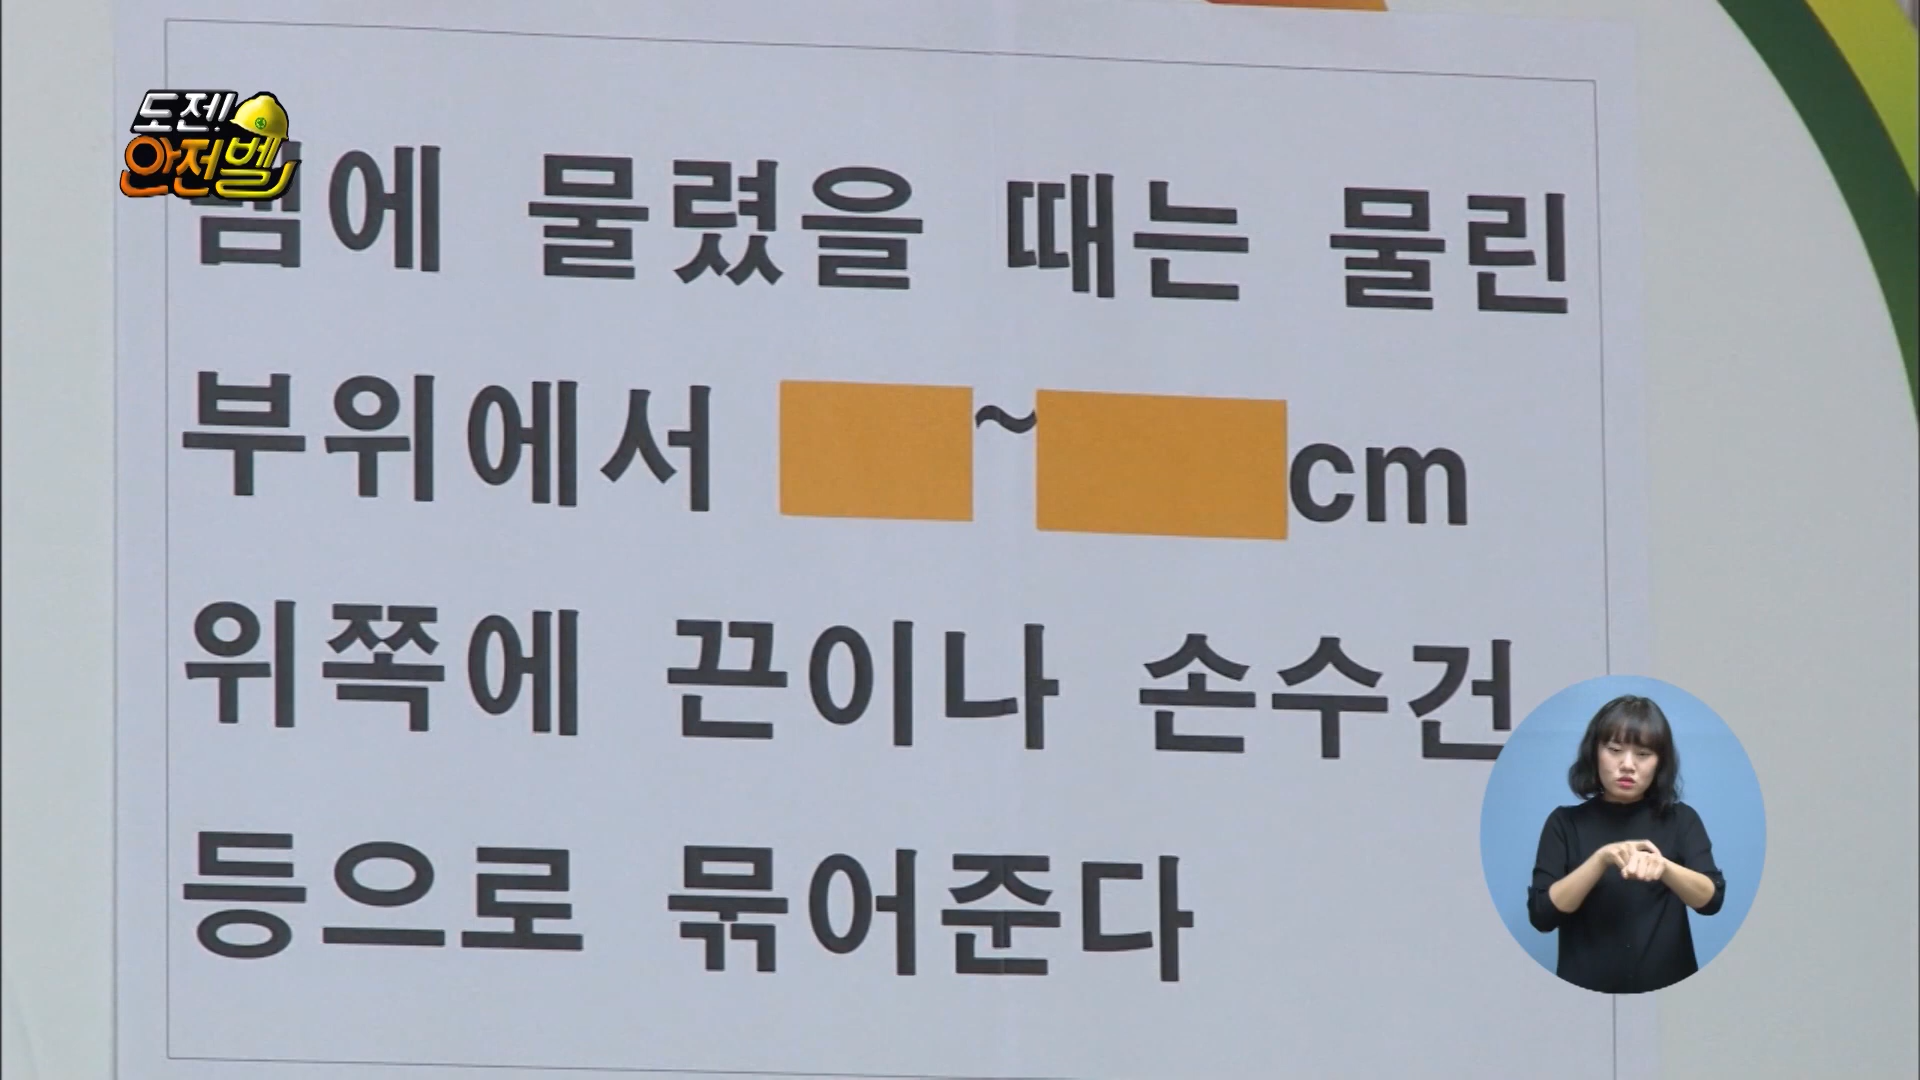 도전!
안전벨
에 물렸을 때는 물린
부위에서 ~ cm
위쪽에 끈이나 손수건
등으로 묶어준다